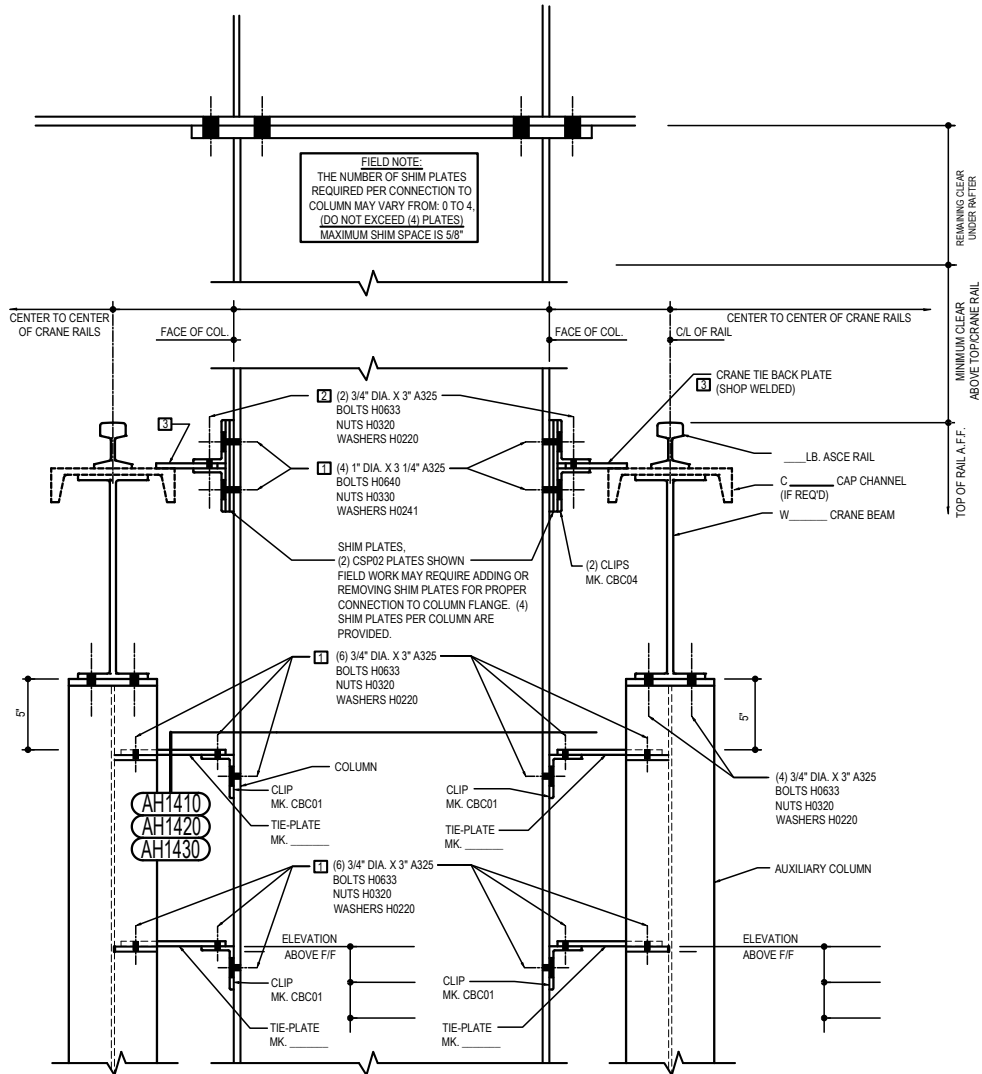 FIELD NOTE:
THE NUMBER OF SHIM PLATES
REQUIRED PER CONNECTION TO
COLUMN MAY VARY FROM: 0 TO 4,
(DO NOT EXCEED (4) PLATES)
MAXIMUM SHIM SPACE IS 5/8"
REMAINING CLEAR
UNDER RAFTER
MINIMUM CLEAR
ABOVE TOP/CRANE RAIL
TOP OF RAIL A.F.F.
CENTER TO CENTER
OF CRANE RAILS
FACE OF COL.
FACE OF COL.
C/L OF RAIL
CENTER TO CENTER OF CRANE RAILS
3
2 (2) 3/4" DIA. X 3" A325
BOLTS H0633
NUTS H0320
WASHERS H0220
CRANE TIE BACK PLATE
3 (SHOP WELDED)
1 (4) 1" DIA. X 3 1/4" A325
BOLTS H0640
NUTS H0330
WASHERS H0241
____LB. ASCE RAIL
C ______ CAP CHANNEL
(IF REQ'D)
W______ CRANE BEAM
SHIM PLATES,
(2) CSP02 PLATES SHOWN
FIELD WORK MAY REQUIRE ADDING OR
REMOVING SHIM PLATES FOR PROPER
CONNECTION TO COLUMN FLANGE. (4)
SHIM PLATES PER COLUMN ARE
PROVIDED.
(2) CLIPS
MK. CBC04
1 (6) 3/4" DIA. X 3" A325
BOLTS H0633
NUTS H0320
WASHERS H0220
5"
5"
COLUMN
CLIP
MK. CBC01
TIE-PLATE
MK. ______
CLIP
MK. CBC01
TIE-PLATE
MK. ______
(4) 3/4" DIA. X 3" A325
BOLTS H0633
NUTS H0320
WASHERS H0220
AH1410
AH1420
AH1430
1 (6) 3/4" DIA. X 3" A325
BOLTS H0633
NUTS H0320
WASHERS H0220
AUXILIARY COLUMN
ELEVATION
ABOVE F/F
CLIP
MK. CBC01
TIE-PLATE
MK. ______
CLIP
MK. CBC01
TIE-PLATE
MK. ______
ELEVATION
ABOVE F/F